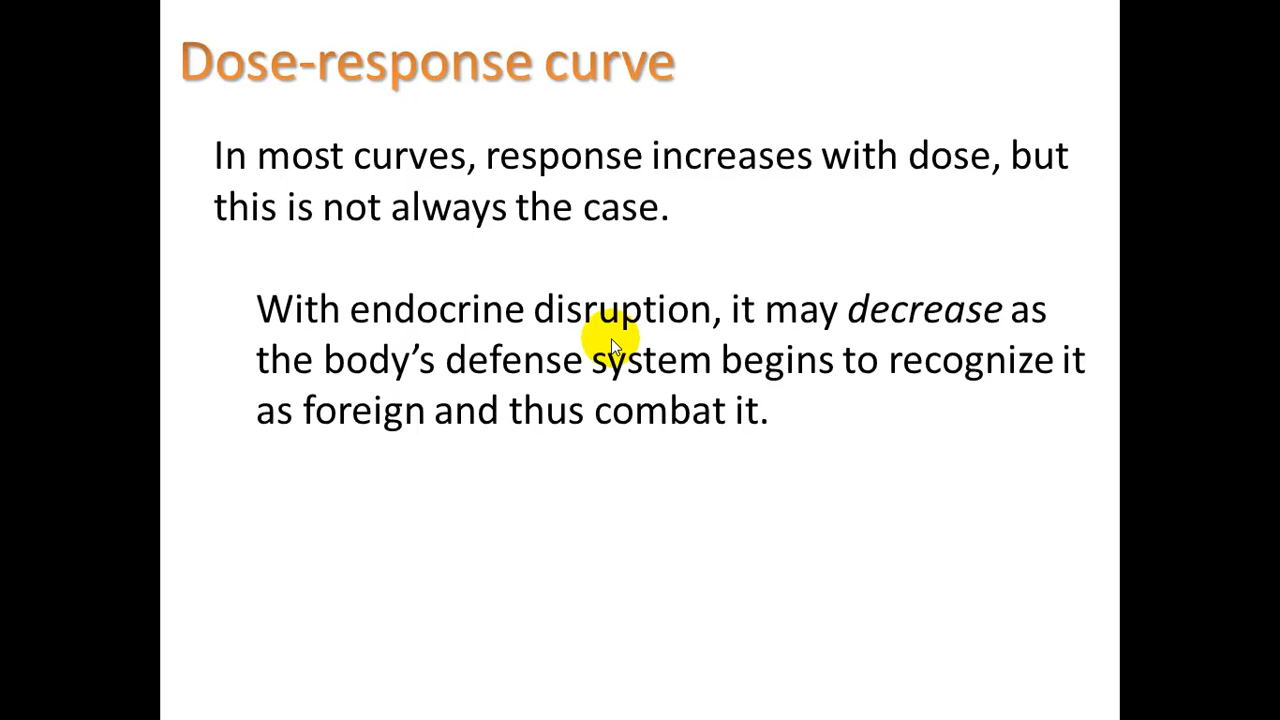 Dose-response curve
In most curves, response increases with dose, but
this is not always the case.
With endocrine disruption, it may decrease as
the body’s defense system begins to recognize it
as foreign and thus combat it.